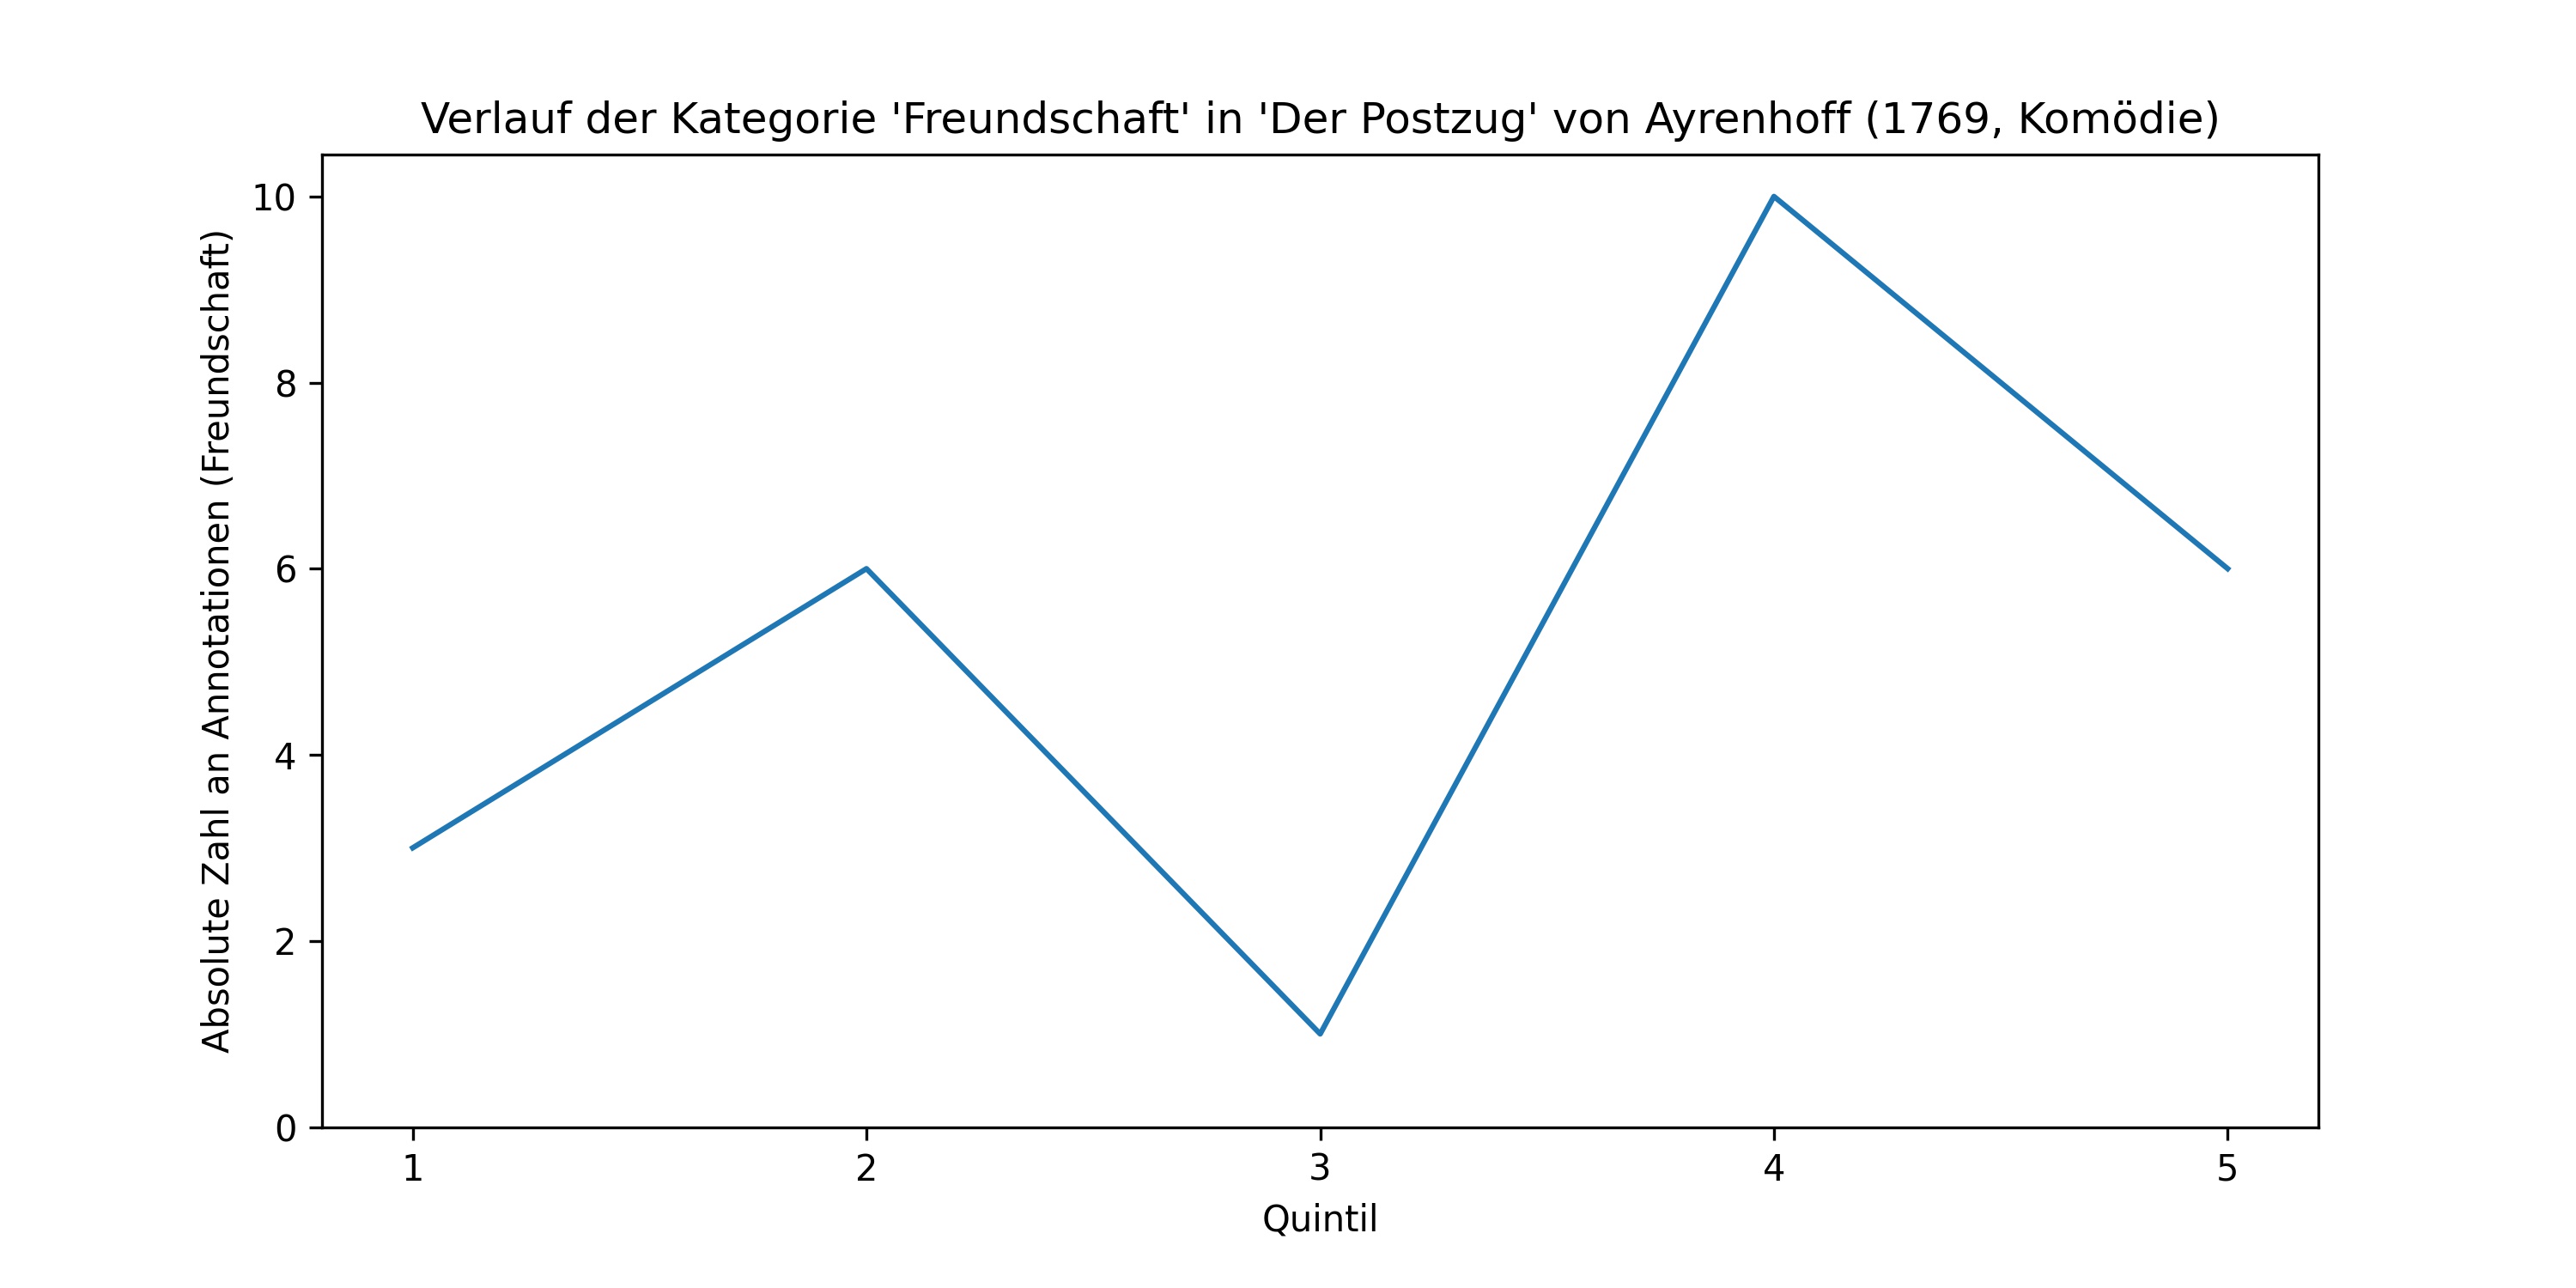 Verlauf der Kategorie 'Freundschaft' in 'Der Postzug' von Ayrenhoff (1769, Komödie)
Absolute Zahl an Annotationen (Freundschaft)
10
8
6
4
2
0
1 2 3 4 5
Quintil